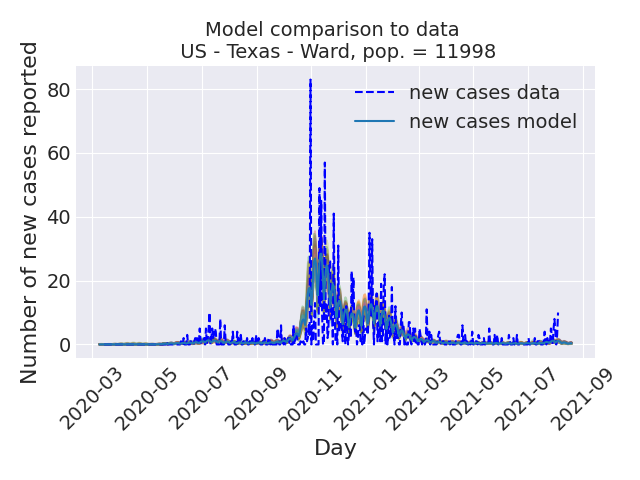 Model comparison to data
US - Texas - Ward, pop. = 11998
Number of new cases reported
80
60
40
20
0
new cases data
new cases model
2020-03
2020-05
2020-07
2020-09
2020-11
2021-01
2021-03
2021-05
2021-07
2021-09
Day